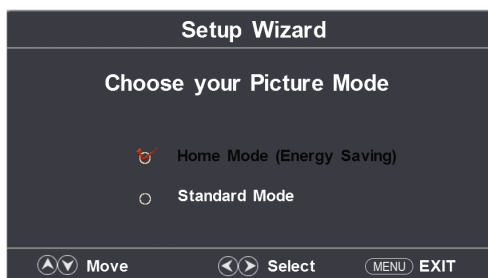 Setup Wizard
Choose your Picture Mode
Home Mode (Energy Saving)
Standard Mode
Move Select MENU EXIT